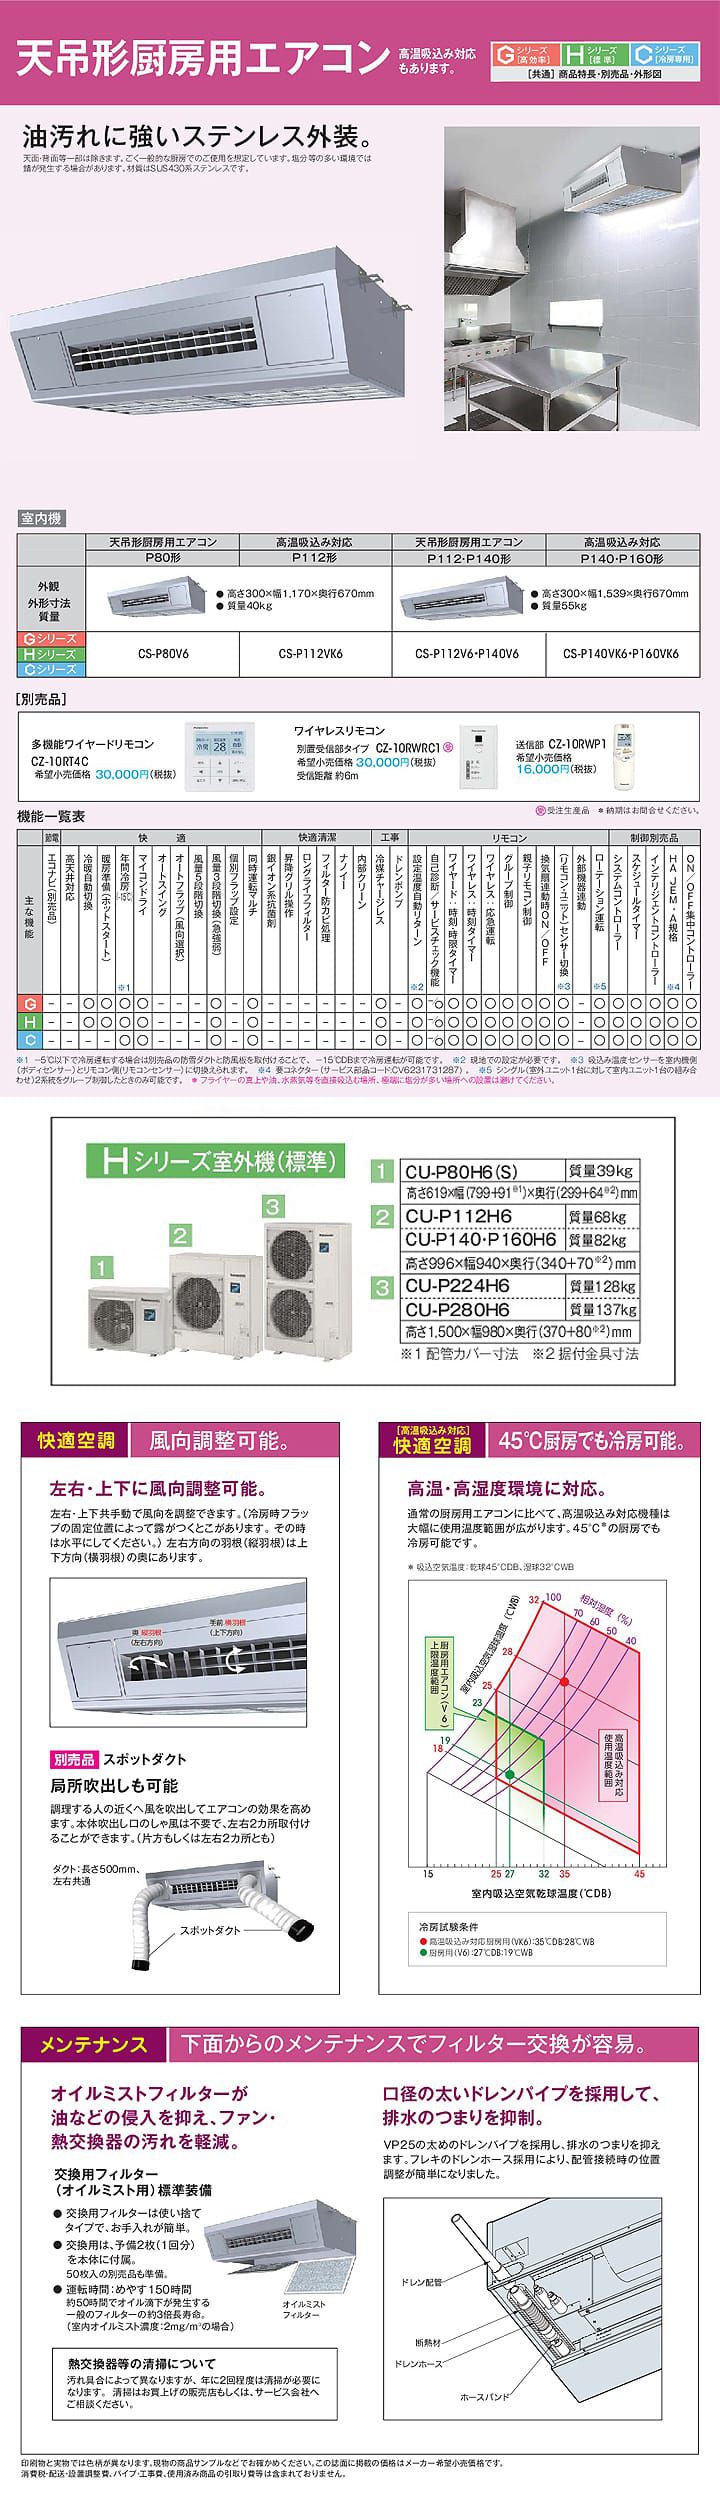 天吊形厨房用エアコン
高温吸込み対応
もあります。
Gシリーズ[高効率]
Hシリーズ[標準]
Cシリーズ[冷房専用]
[共通]商品特長・別売品・外形図
油汚れに強いステンレス外装。
天面・背面等一部は除きます。ごく一般的な厨房でのご使用を想定しています。塩分等の多い環境では
錆が発生する場合があります。材質はSUS430系ステンレスです。
室内機
天吊形厨房用エアコン 高温吸込み対応 天吊形厨房用エアコン 高温吸込み対応
P80形 P112形 P112・P140形 P140・P160形
外観
外形寸法
質量
● 高さ300×幅1,170×奥行670mm
● 質量40kg
● 高さ300×幅1,539×奥行670mm
● 質量55kg
Gシリーズ
Hシリーズ
Cシリーズ
CS-P80V6 CS-P112VK6 CS-P112V6・P140V6 CS-P140VK6・P160VK6
[別売品]
多機能ワイヤードリモコン
CZ-10RT4C
希望小売価格 30,000円(税抜)
ワイヤレスリモコン
別置受信部タイプ CZ-10RWRC1 受
希望小売価格 30,000円(税抜)
受信距離 約6m
送信部 CZ-10RWP1
希望小売価格
16,000円(税抜)
機能一覧表
受受注生産品 *納期はお問合せください。
節電 快適 快適清潔 工事 リモコン 制御別売品
主な機能
エコナビ(別売品)
高天井対応
冷暖自動切換
暖房準備(ホットスタート)
年間冷房(-15℃) ※1
マイコンドライ
オートスイング
オートフラップ(風向選択)
風量5段階切換
風量3段階切換(急強弱)
個別フラップ設定
同時運転マルチ
銀イオン系抗菌剤
昇降グリル操作
ロングライフフィルター
フィルター防カビ処理
ナノイー
内部クリーン
冷媒チャージレス
ドレンポンプ
設定温度自動リターン ※2
自己診断/サービスチェック機能
ワイヤード:時刻・時限タイマー
ワイヤレス:時刻タイマー
ワイヤレス:応急運転
グループ制御
親子リモコン制御
換気扇連動時ON/OFF
(リモコン・ユニット)センサー切換 ※3
外部機器連動
ローテーション運転 ※5
システムコントローラー
スケジュールタイマー
インテリジェントコントローラー
HA JEM-A規格 ※4
ON/OFF集中コントローラー
G － － ○ ○ ○ ○ － － － ○ － ○ － － － － － － ○ － ○ －/○ ○ ○ ○ ○ ○ ○ ○ － ○ ○ ○ ○ ○ ○
H － － ○ ○ ○ ○ － － － ○ － ○ － － － － － － ○ － ○ －/○ ○ ○ ○ ○ ○ ○ ○ － ○ ○ ○ ○ ○ ○
C － － － － ○ ○ － － － ○ － ○ － － － － － － ○ － ○ －/○ ○ ○ ○ ○ ○ ○ ○ － ○ ○ ○ ○ ○ ○
※1 －5℃以下で冷房運転する場合は別売品の防雪ダクトと防風板を取付けることで、－15℃DBまで冷房運転が可能です。 ※2 現地での設定が必要です。 ※3 吸込み温度センサーを室内機側
(ボディセンサー)とリモコン側(リモコンセンサー)に切換えられます。 ※4 要コネクター(サービス部品コード:CV6231731287)。 ※5 シングル(室外ユニット1台に対して室内ユニット1台の組み合
わせ)2系統をグループ制御したときのみ可能です。 * フライヤーの真上や油、水蒸気等を直接吸込む場所、極端に塩分が多い場所への設置は避けてください。
Hシリーズ室外機(標準)
1
2
3
1 CU-P80H6(S) 質量39kg
高さ619×幅(799+91※1)×奥行(299+64※2)mm
2 CU-P112H6 質量68kg
CU-P140・P160H6 質量82kg
高さ996×幅940×奥行(340+70※2)mm
3 CU-P224H6 質量128kg
CU-P280H6 質量137kg
高さ1,500×幅980×奥行(370+80※2)mm
※1配管カバー寸法 ※2据付金具寸法
快適空調 風向調整可能。
左右・上下に風向調整可能。
左右・上下共手動で風向を調整できます。(冷房時フラッ
プの固定位置によって露がつくとこがあります。その時
は水平にしてください。)左右方向の羽根(縦羽根)は上
下方向(横羽根)の奥にあります。
奥 縦羽根
(左右方向)
手前 横羽根
(上下方向)
別売品 スポットダクト
局所吹出しも可能
調理する人の近くへ風を吹出してエアコンの効果を高め
ます。本体吹出し口のしゃ風は不要で、左右2カ所取付け
ることができます。(片方もしくは左右2カ所とも)
ダクト:長さ500mm、
左右共通
スポットダクト
[高温吸込み対応]
快適空調 45℃厨房でも冷房可能。
高温・高湿度環境に対応。
通常の厨房用エアコンに比べて、高温吸込み対応機種は
大幅に使用温度範囲が広がります。45℃*の厨房でも
冷房可能です。
* 吸込空気温度:乾球45℃CDB、湿球32℃CWB
室内吸込空気湿球温度(℃WB)
相対湿度(%)
32 100
70 60 50 40
28
25
23
19
18
厨房用エアコン(V6)
上限温度範囲
高温吸込み対応
使用温度範囲
15 25 27 32 35 45
室内吸込空気乾球温度(℃DB)
冷房試験条件
● 高温吸込み対応厨房用(VK6):35℃DB:28℃WB
● 厨房用(V6):27℃DB:19℃WB
メンテナンス 下面からのメンテナンスでフィルター交換が容易。
オイルミストフィルターが
油などの侵入を抑え、ファン・
熱交換器の汚れを軽減。
交換用フィルター
(オイルミスト用)標準装備
● 交換用フィルターは使い捨て
タイプで、お手入れが簡単。
● 交換用は、予備2枚(1回分)
を本体に付属。
50枚入の別売品も準備。
● 運転時間:めやす150時間
約50時間でオイル滴下が発生する
一般のフィルターの約3倍長寿命。
(室内オイルミスト濃度:2mg/m³の場合)
オイルミスト
フィルター
熱交換器等の清掃について
汚れ具合によって異なりますが、年に2回程度は清掃が必要に
なります。 清掃はお買上げの販売店もしくは、サービス会社へ
ご相談ください。
口径の太いドレンパイプを採用して、
排水のつまりを抑制。
VP25の太めのドレンパイプを採用し、排水のつまりを抑え
ます。フレキのドレンホース採用により、配管接続時の位置
調整が簡単になりました。
ドレン配管
断熱材
ドレンホース
ホースバンド
印刷物と実物では色柄が異なります。現物の商品サンプルなどでお確かめください。この誌面に掲載の価格はメーカー希望小売価格です。
消費税・配送・設置調整費、パイプ・工事費、使用済み商品の引取り費等は含まれておりません。